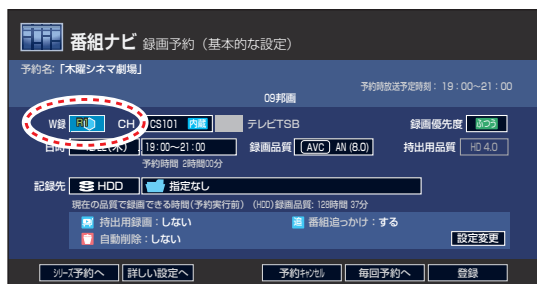 番組ナビ 録画予約（基本的な設定）
予約名:「木曜シネマ劇場」
予約時放送予定時刻：19：00〜21：00
09邦画
W録 CH CS101 内蔵 テレビTSB 録画優先度 ふつう
日時 (木) 19:00〜21:00 録画品質 AVC AN (8.0) 持出用品質 HD 4.0
予約時間 2時間00分
記録先 HDD 指定なし
現在の品質で録画できる時間(予約実行前) (HDD)録画品質: 128時間 37分
持出用録画：しない 追 番組追っかけ：する
自動削除：しない 設定変更
ｼﾘｰｽﾞ予約へ 詳しい設定へ 予約ｷｬﾝｾﾙ 毎回予約へ 登録